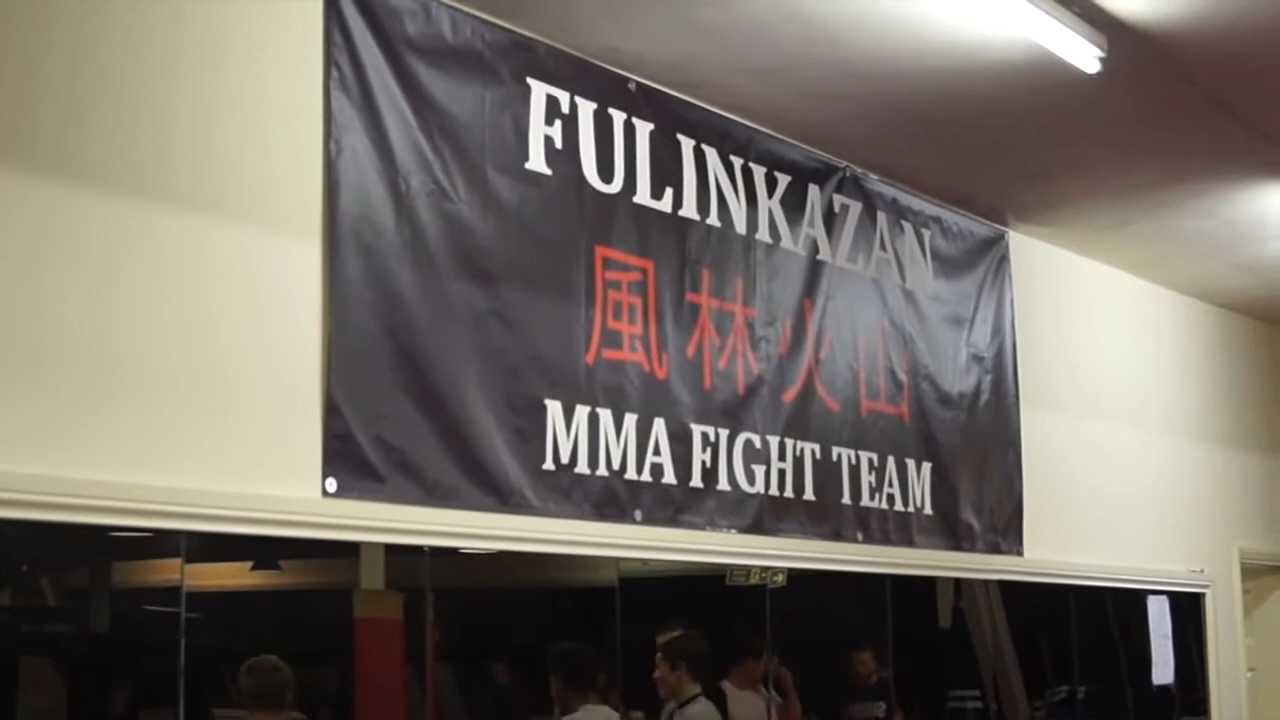 FULINKAZAN
風林火山
MMA FIGHT TEAM